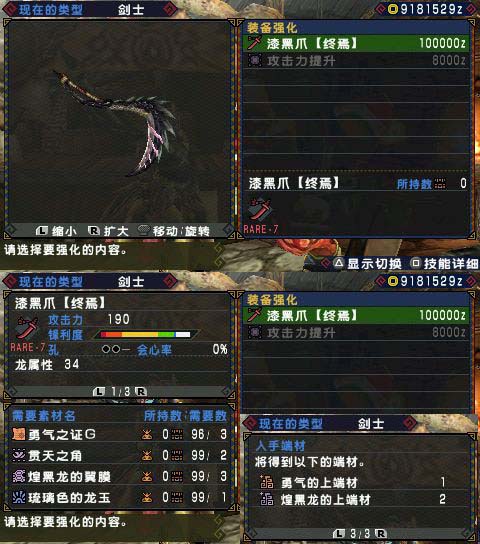 现在的类型 剑士
9181529z
装备强化
漆黑爪【终焉】 100000z
攻击力提升 8000z
漆黑爪【终焉】 所持数 0
RARE-7
L 缩小 R 扩大 移动/旋转
请选择要强化的内容。
△显示切换 □技能详细
现在的类型 剑士
9181529z
漆黑爪【终焉】
攻击力 190
RARE-7
孔 ○○- 会心率 0%
龙属性 34
L 1/3 R
装备强化
漆黑爪【终焉】 100000z
攻击力提升 8000z
需要素材名 所持数/需要数
勇气之证G 0 96/ 3
贯天之角 0 99/ 2
煌黑龙的翼膜 0 99/ 3
琉璃色的龙玉 0 99/ 1
请选择要强化的内容。
现在的类型 剑士
入手端材
将得到以下的端材。
勇气的上端材 1
煌黑龙的上端材 2
L 3/3 R